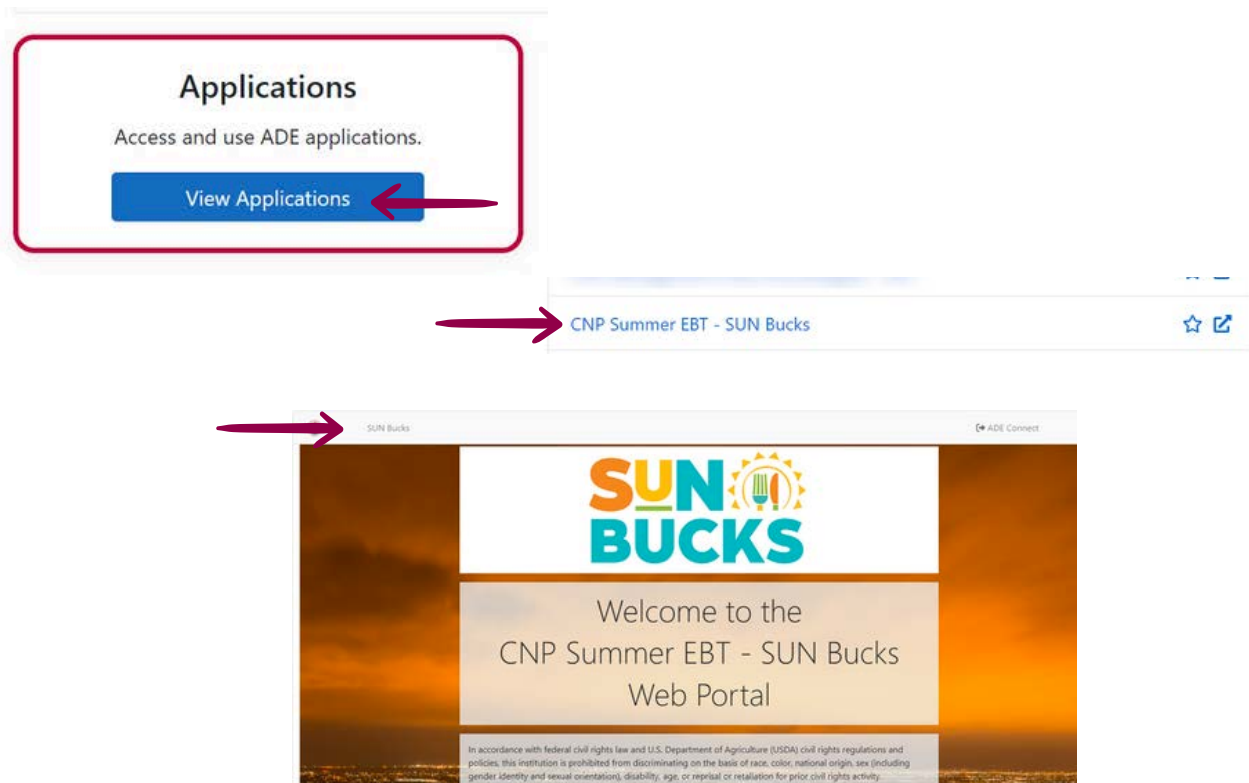 Applications
Access and use ADE applications.
View Applications
CNP Summer EBT - SUN Bucks
SUN Bucks
ADE Connect
SUN
BUCKS
Welcome to the
CNP Summer EBT - SUN Bucks
Web Portal
In accordance with federal civil rights law and U.S. Department of Agriculture (USDA) civil rights regulations and
policies, this institution is prohibited from discriminating on the basis of race, color, national origin, sex (including
gender identity and sexual orientation), disability, age, or reprisal or retaliation for prior civil rights activity.